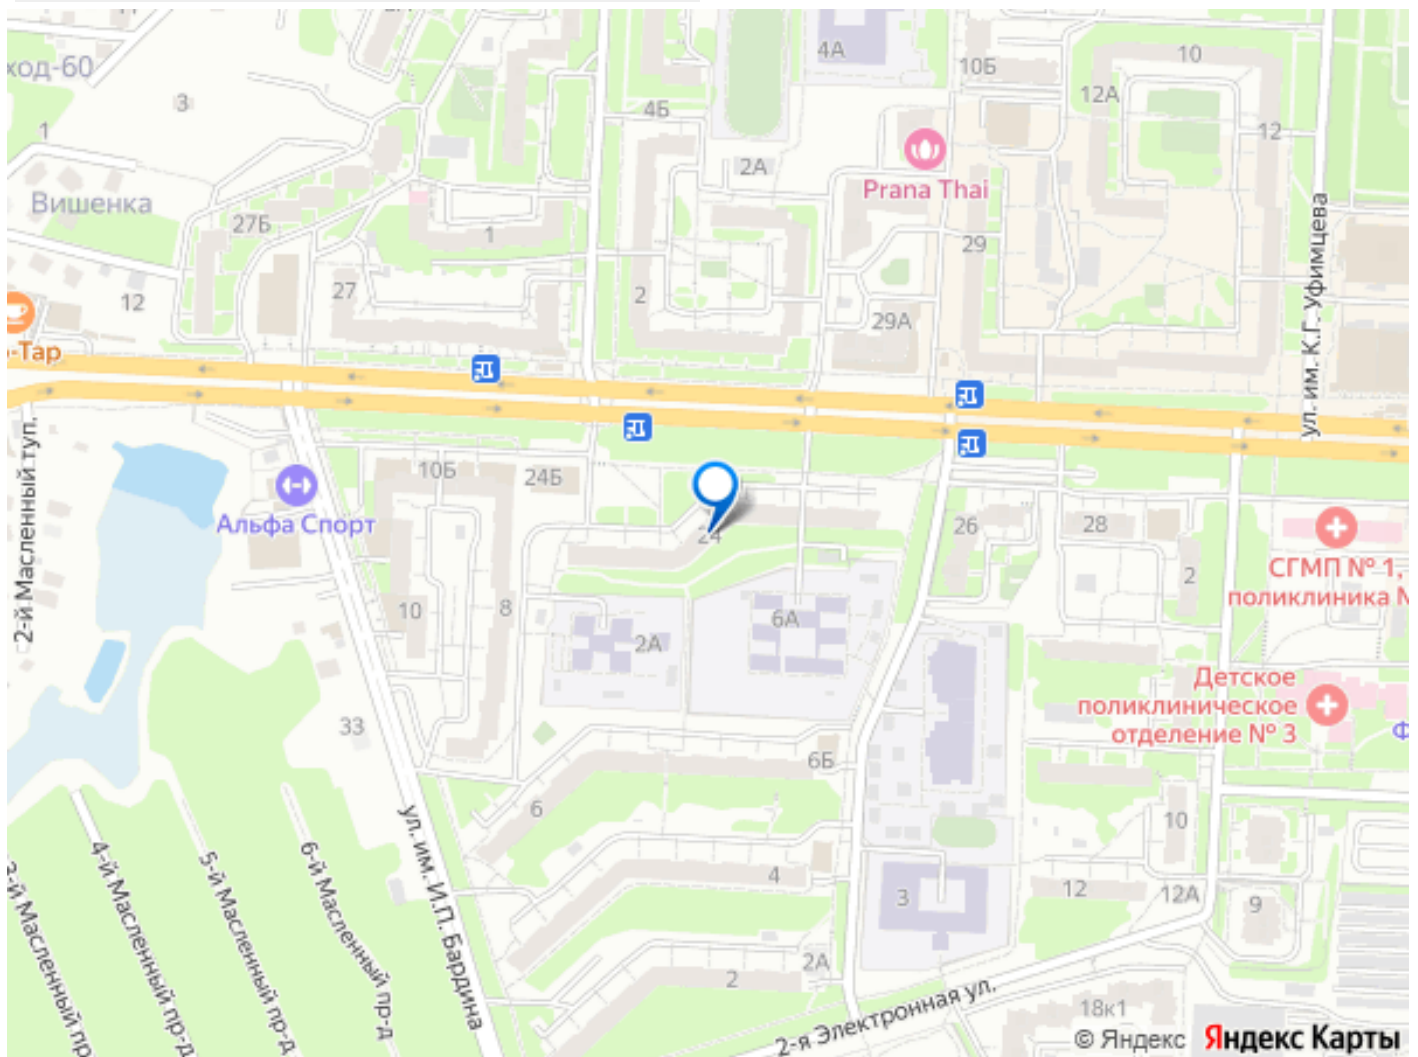 4А
10
10Б
ход-60
12А
3
4Б
1
12
2А
Prana Thai
Вишенка
27Б
1
29
ул. им. К.Г. Уфимцева
27
2
12
29А
-Тар
2-й Масленный туп.
10Б
24Б
Альфа Спорт
24
26
28
СГМП № 1,
поликлиника №
2
10
8
2А
6А
Детское
поликлиническое
отделение № 3
Ф
33
6Б
6
ул. им. И.П. Бардина
10
4-й Масленный пр-д
5-й Масленный пр-д
6-й Масленный пр-д
4
3
12
12А
9
-й Масленный пр
2
2А
2-я Электронная ул.
18к1
© Яндекс Яндекс Карты